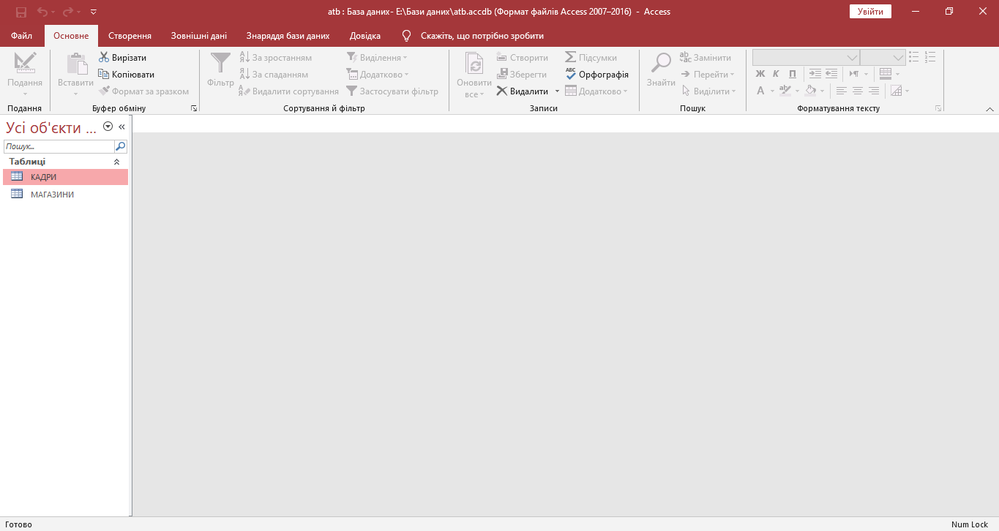 atb : База даних- E:\Бази даних\atb.accdb (Формат файлів Access 2007–2016) - Access
Увійти
Файл Основне Створення Зовнішні дані Знаряддя бази даних Довідка Скажіть, що потрібно зробити
Подання
Подання
Вставити
Вирізати
Копіювати
Формат за зразком
Буфер обміну
Фільтр
За зростанням
За спаданням
Видалити сортування
Виділення
Додатково
Застосувати фільтр
Сортування й фільтр
Оновити
все
Створити
Зберегти
Видалити
Підсумки
Орфографія
Додатково
Записи
Знайти
Замінити
Перейти
Виділити
Пошук
Ж К П
А
Форматування тексту
Усі об'єкти ...
Пошук...
Таблиці
КАДРИ
МАГАЗИНИ
Готово
Num Lock